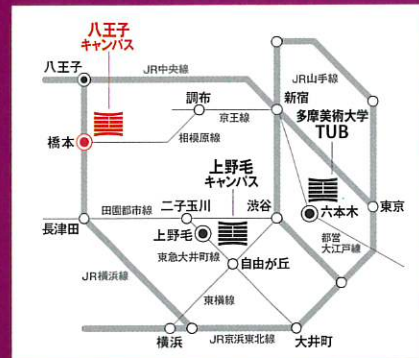 八王子
キャンパス
八王子
JR中央線
JR山手線
調布
新宿
京王線
多摩美術大学
TUB
橋本
相模原線
上野毛
キャンパス
二子玉川
渋谷
六本木
東京
田園都市線
長津田
上野毛
都営
大江戸線
東急大井町線
自由が丘
JR横浜線
東横線
横浜
JR京浜東北線
大井町